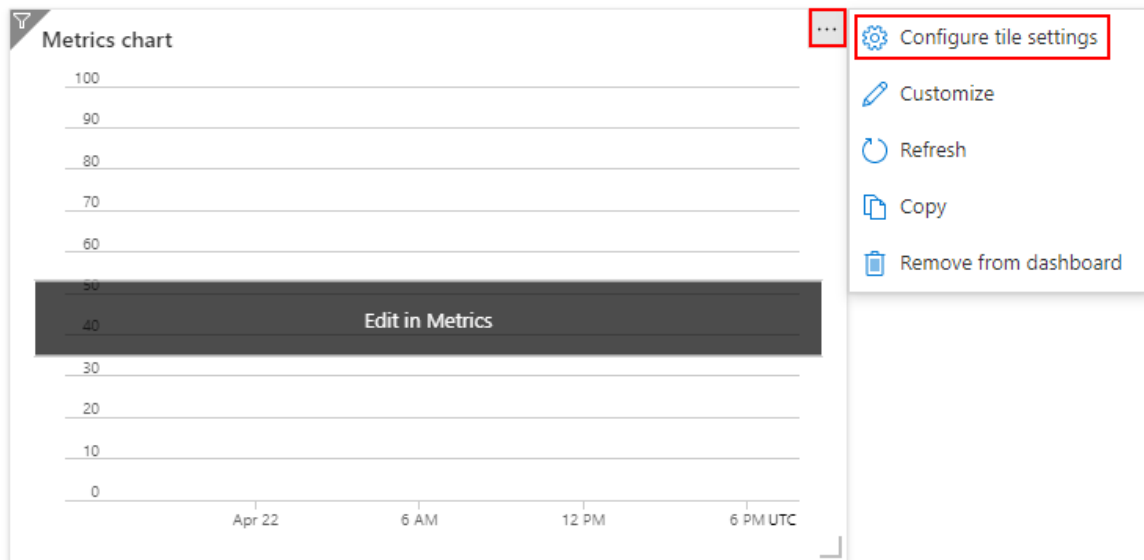 Metrics chart
...
100
90
80
70
60
50
40
Edit in Metrics
30
20
10
0
Apr 22
6 AM
12 PM
6 PM UTC
Configure tile settings
Customize
Refresh
Copy
Remove from dashboard